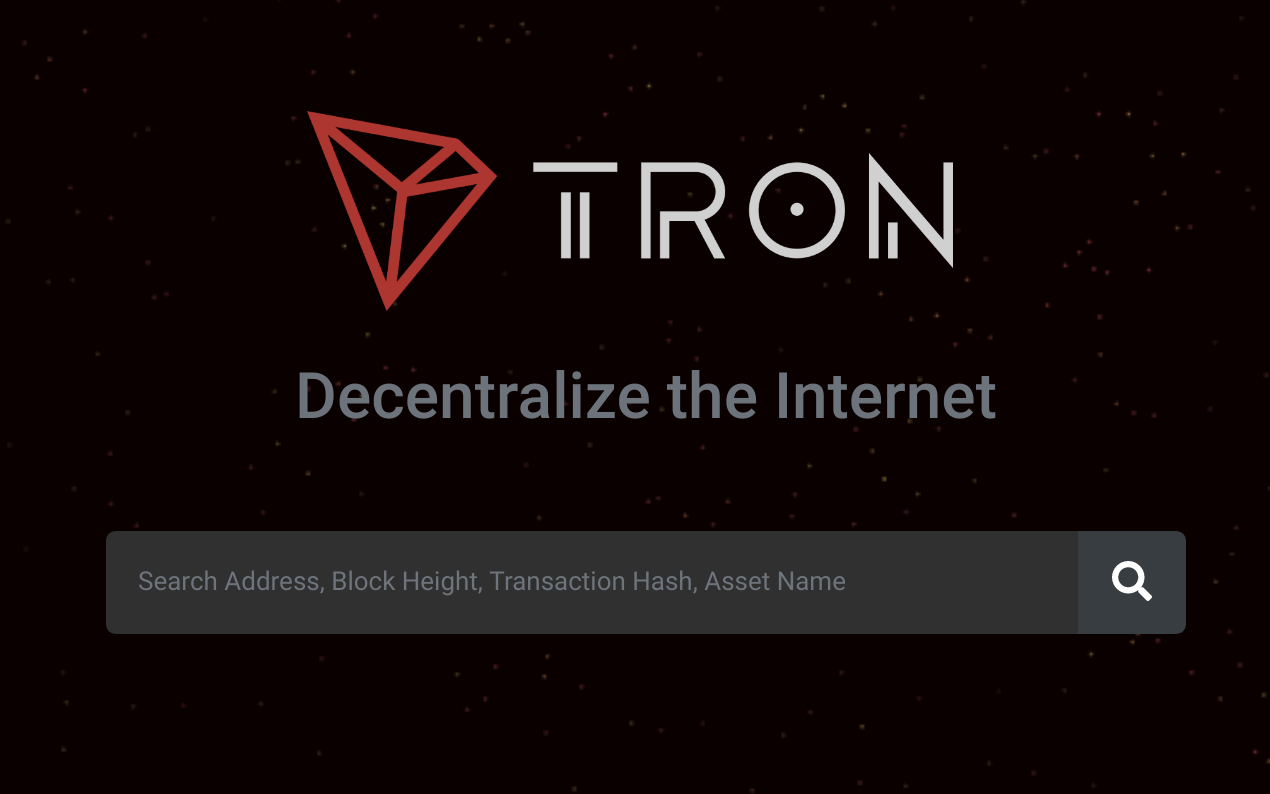 TRON
Decentralize the Internet
Search Address, Block Height, Transaction Hash, Asset Name